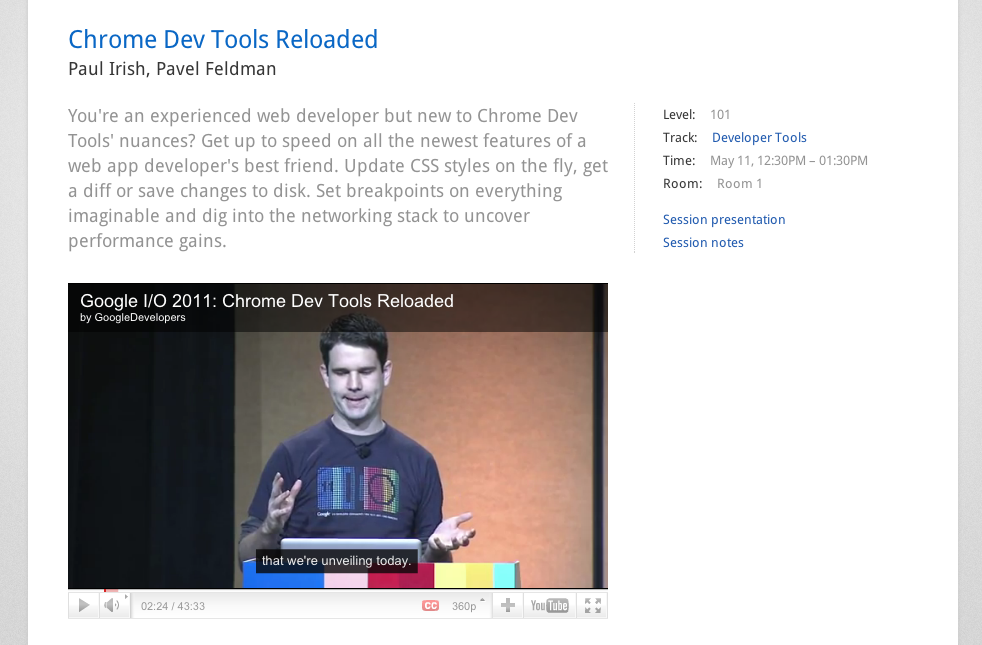 Chrome Dev Tools Reloaded
Paul Irish, Pavel Feldman
You're an experienced web developer but new to Chrome Dev
Tools' nuances? Get up to speed on all the newest features of a
web app developer's best friend. Update CSS styles on the fly, get
a diff or save changes to disk. Set breakpoints on everything
imaginable and dig into the networking stack to uncover
performance gains.
Level: 101
Track: Developer Tools
Time: May 11, 12:30PM – 01:30PM
Room: Room 1
Session presentation
Session notes
Google I/O 2011: Chrome Dev Tools Reloaded
by GoogleDevelopers
IO
Google
that we're unveiling today.
02:24 / 43:33
CC
360p
YouTube